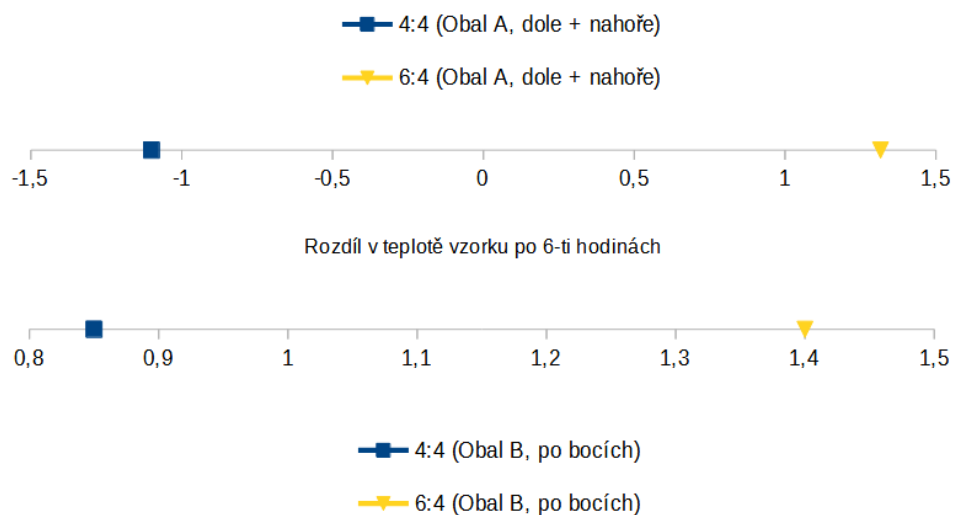 4:4 (Obal A, dole + nahoře)
6:4 (Obal A, dole + nahoře)
-1,5 -1 -0,5 0 0,5 1 1,5
Rozdíl v teplotě vzorku po 6-ti hodinách
0,8 0,9 1 1,1 1,2 1,3 1,4 1,5
4:4 (Obal B, po bocích)
6:4 (Obal B, po bocích)